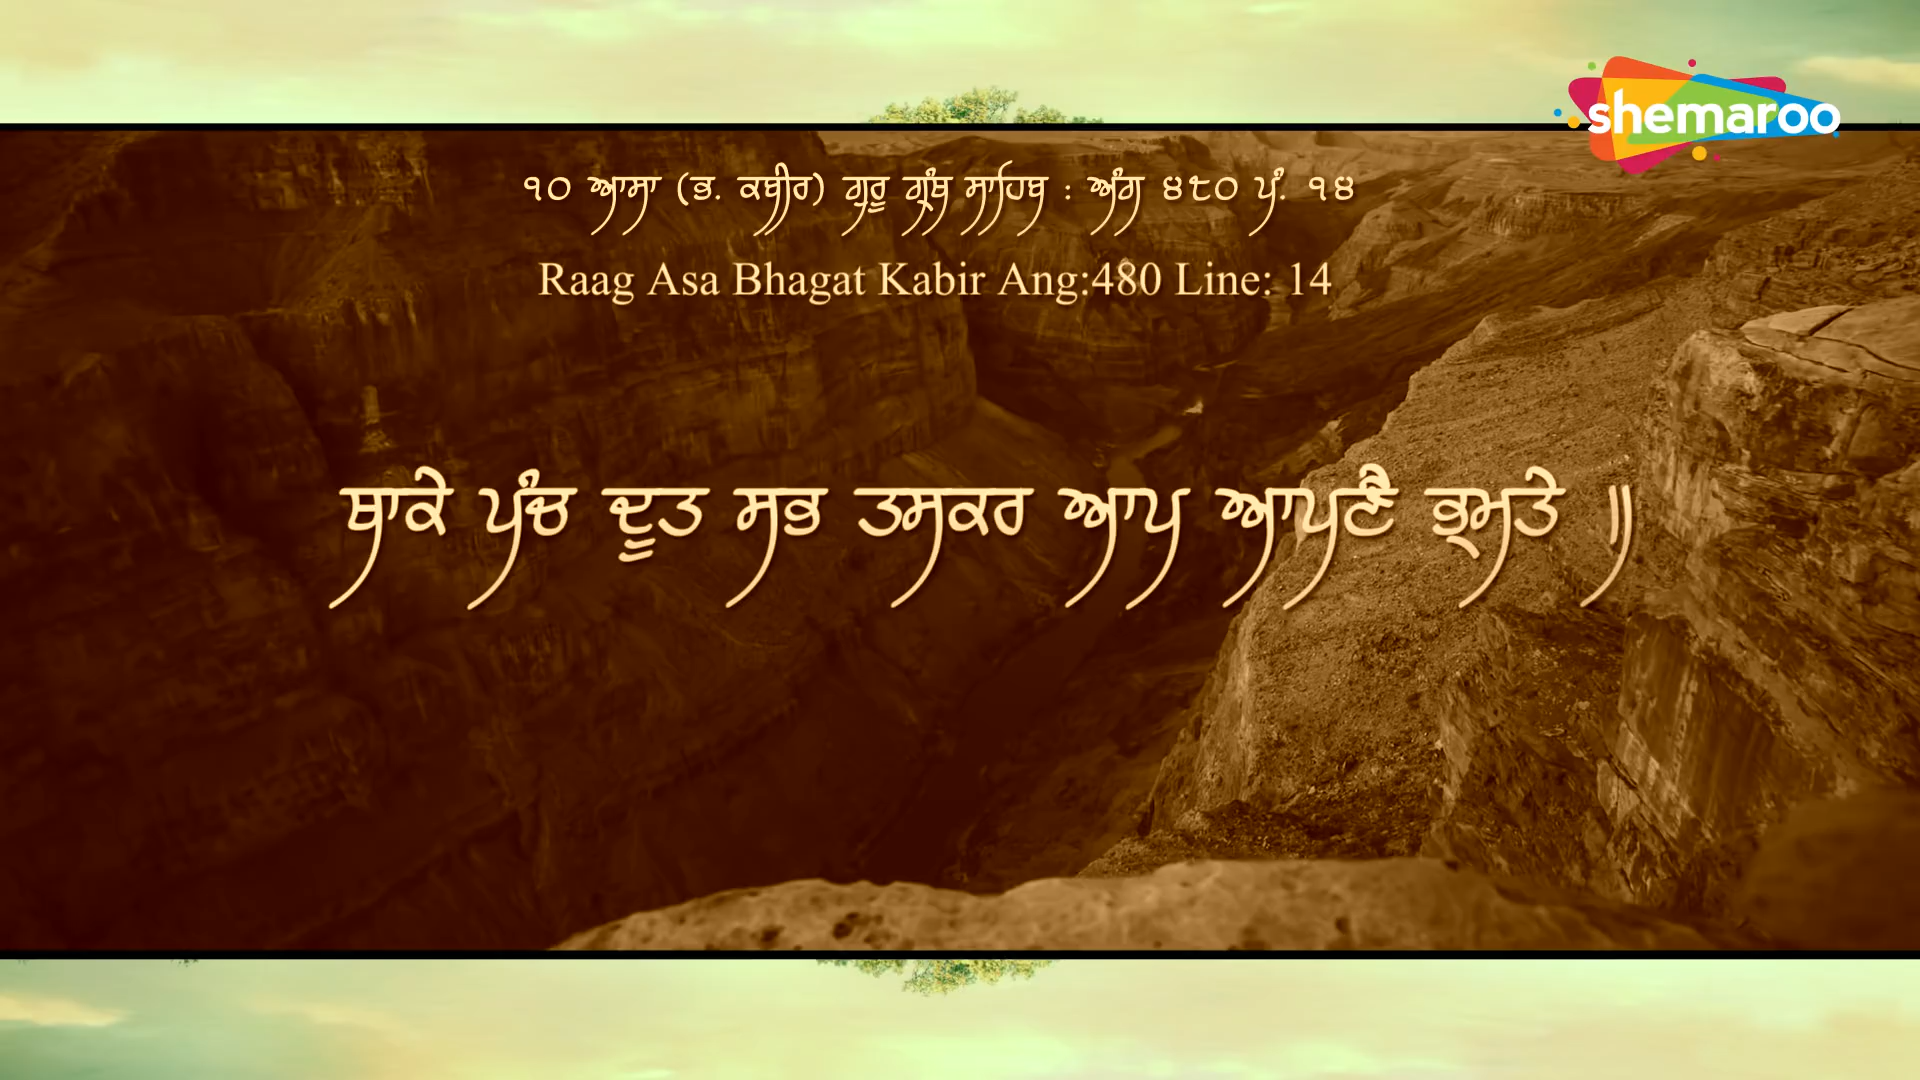 shemaroo
੧੦ ਆਸਾ (ਭ. ਕਬੀਰ) ਗੁਰੂ ਗ੍ਰੰਥ ਸਾਹਿਬ : ਅੰਗ ੪੮੦ ਪੰ. ੧੪
Raag Asa Bhagat Kabir Ang:480 Line: 14
ਥਾਕੇ ਪੰਚ ਦੂਤ ਸਭ ਤਸਕਰ ਆਪ ਆਪਣੈ ਭ੍ਰਮਤੇ ॥